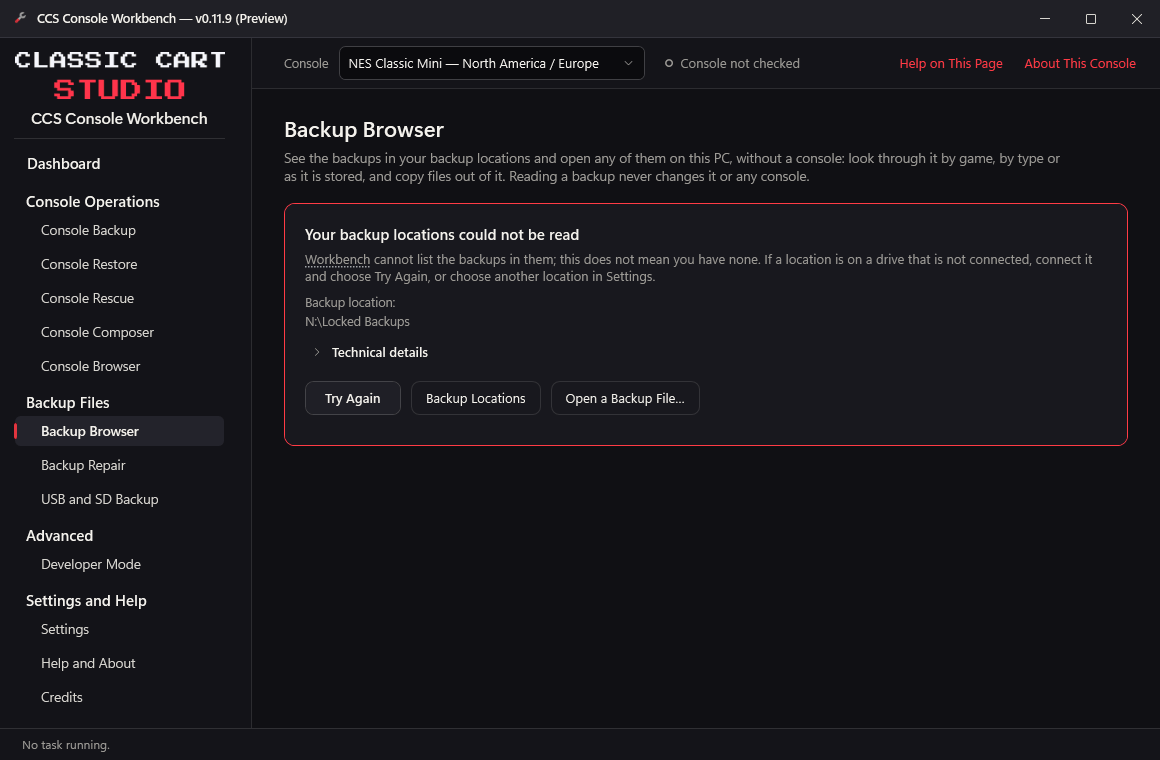 CCS Console Workbench — v0.11.9 (Preview)
CLASSIC CART
STUDIO
CCS Console Workbench
Dashboard
Console Operations
Console Backup
Console Restore
Console Rescue
Console Composer
Console Browser
Backup Files
Backup Browser
Backup Repair
USB and SD Backup
Advanced
Developer Mode
Settings and Help
Settings
Help and About
Credits
Console
NES Classic Mini — North America / Europe
Console not checked
Help on This Page
About This Console
Backup Browser
See the backups in your backup locations and open any of them on this PC, without a console: look through it by game, by type or
as it is stored, and copy files out of it. Reading a backup never changes it or any console.
Your backup locations could not be read
Workbench cannot list the backups in them; this does not mean you have none. If a location is on a drive that is not connected, connect it
and choose Try Again, or choose another location in Settings.
Backup location:
N:\Locked Backups
Technical details
Try Again
Backup Locations
Open a Backup File...
No task running.